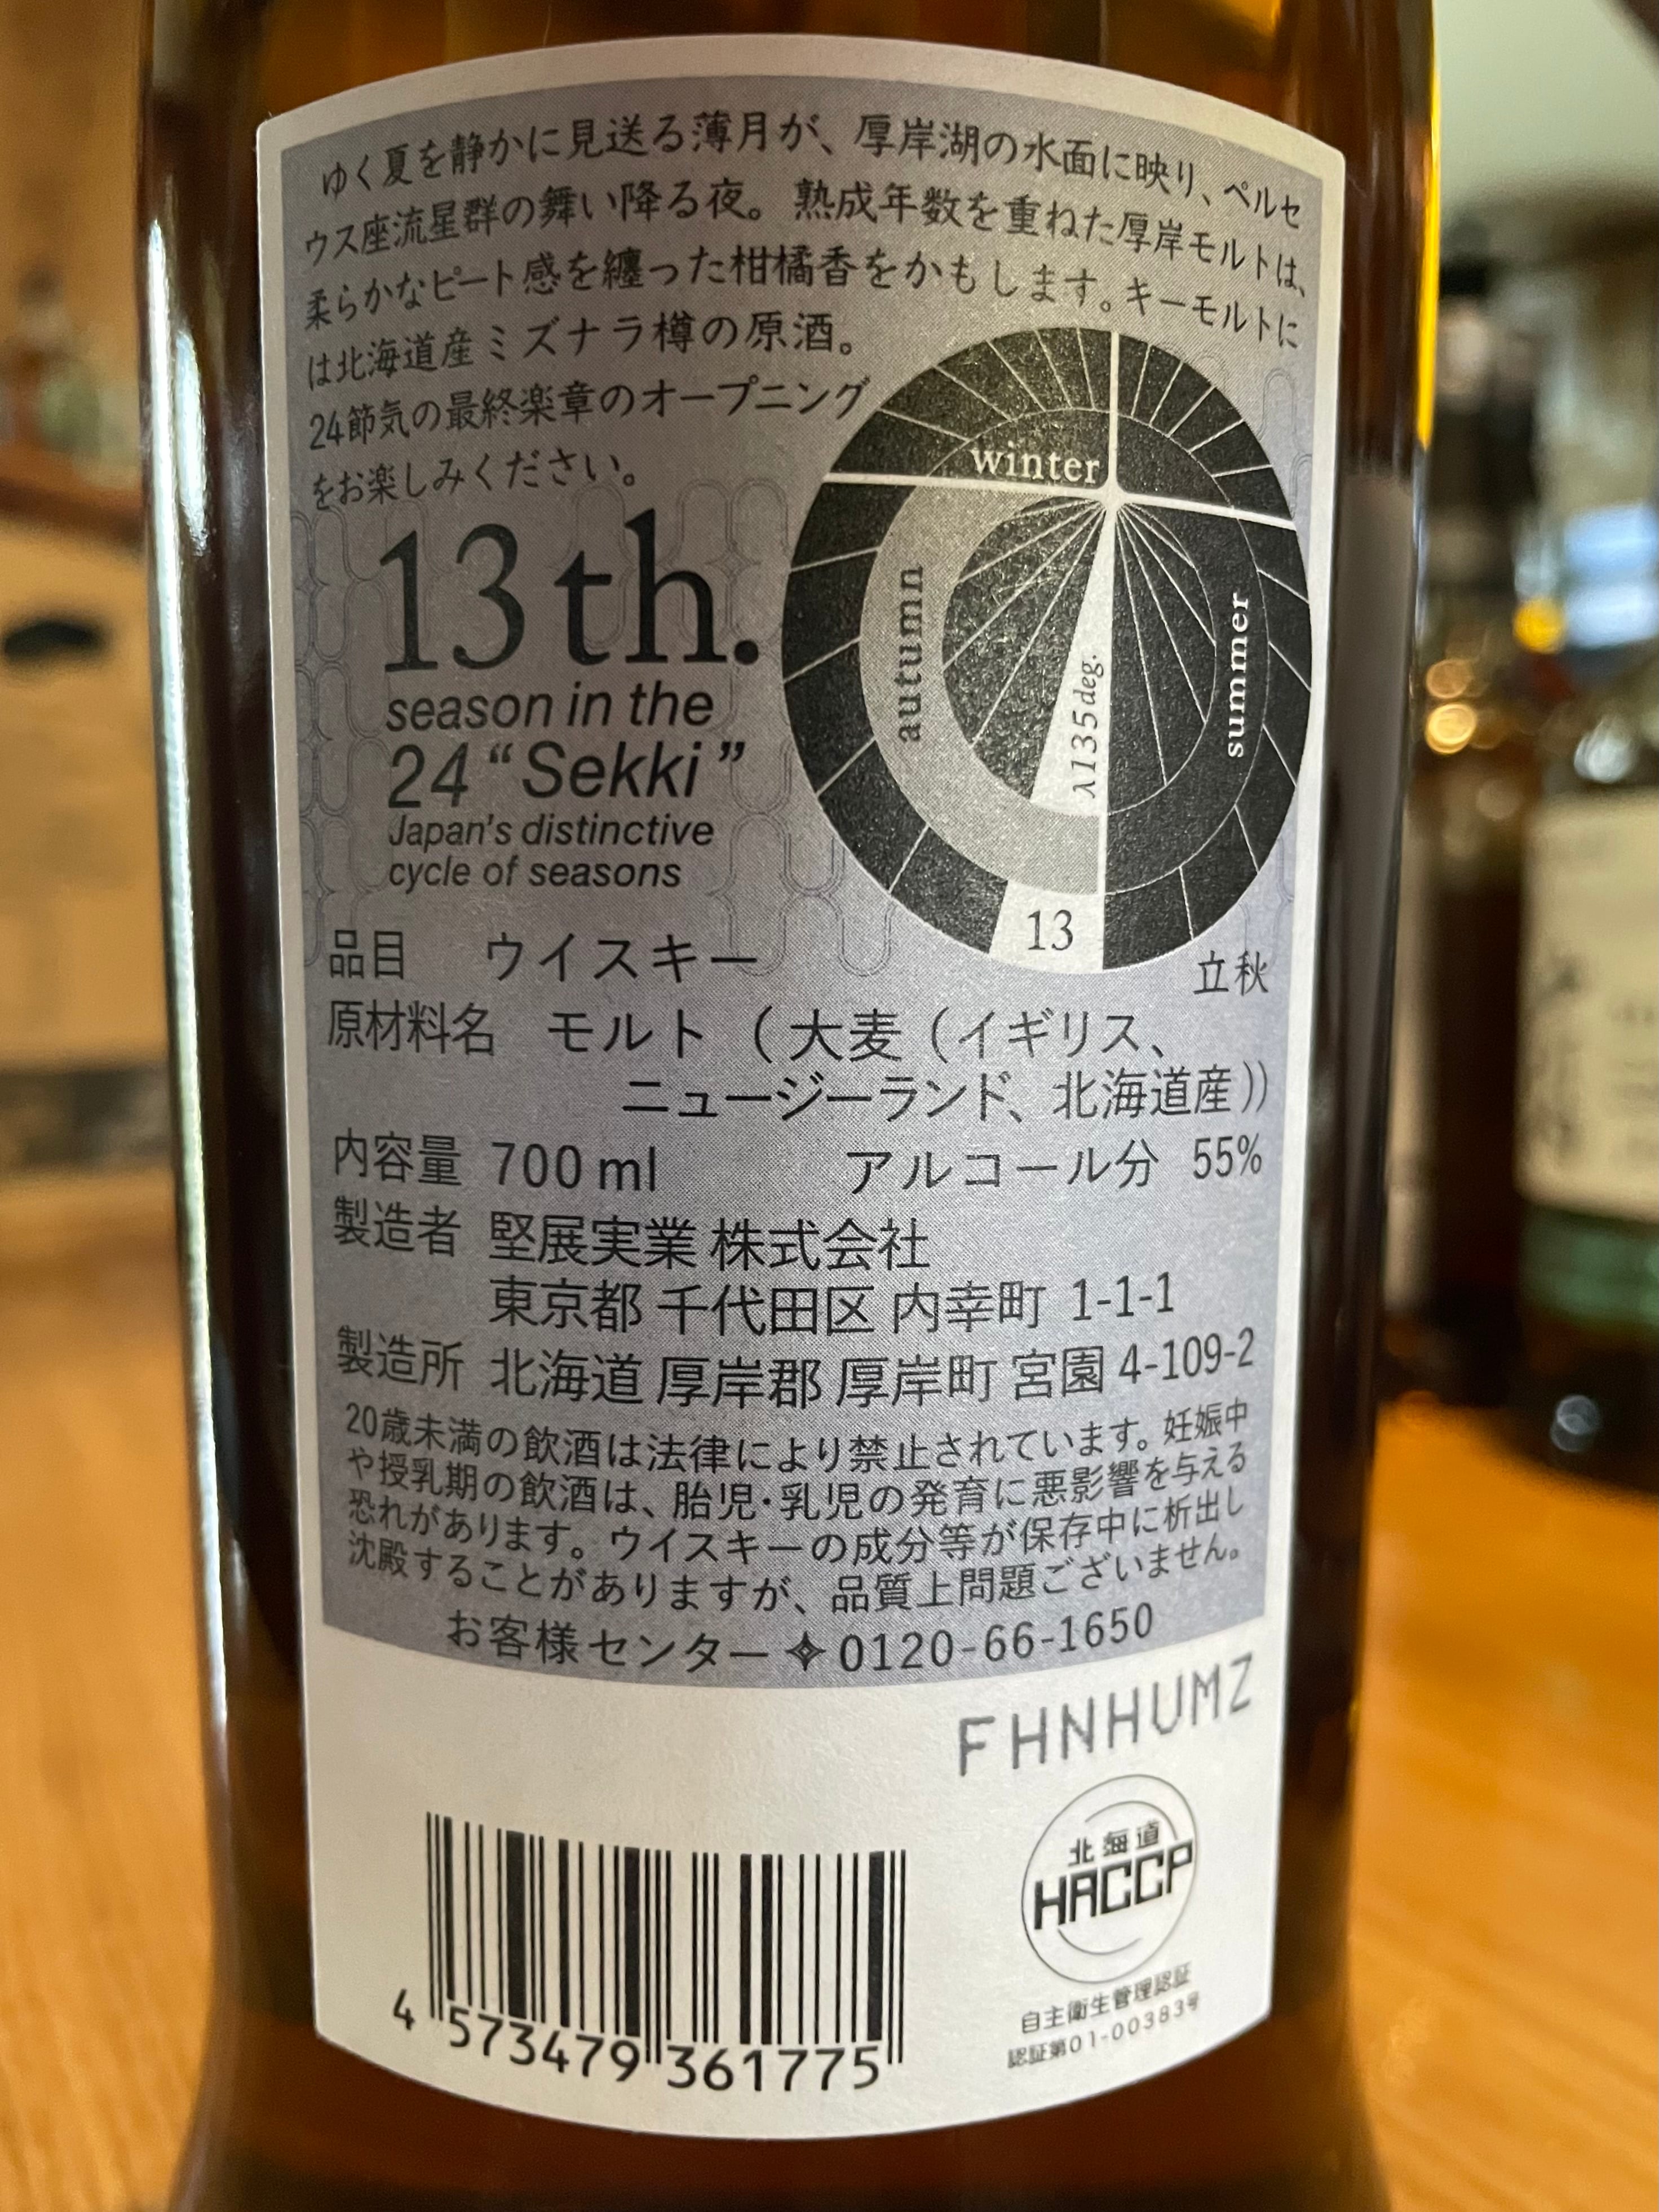 ゆく夏を静かに見送る薄月が、厚岸湖の水面に映り、ペルセ
ウス座流星群の舞い降る夜。熟成年数を重ねた厚岸モルトは、
柔らかなピート感を纏った柑橘香をかもします。キーモルトに
は北海道産ミズナラ樽の原酒。
24節気の最終楽章のオープニング
をお楽しみください。
winter
autumn
summer
λ135deg.
13
立秋
13th.
season in the
24 “Sekki”
Japan's distinctive
cycle of seasons
品目 ウイスキー
原材料名 モルト（大麦（イギリス、
ニュージーランド、北海道産））
内容量 700 ml アルコール分 55%
製造者 堅展実業 株式会社
東京都 千代田区 内幸町 1-1-1
製造所 北海道 厚岸郡 厚岸町 宮園 4-109-2
20歳未満の飲酒は法律により禁止されています。妊娠中
や授乳期の飲酒は、胎児・乳児の発育に悪影響を与える
恐れがあります。ウイスキーの成分等が保存中に析出し
沈殿することがありますが、品質上問題ございません。
お客様センター✧0120-66-1650
FHNHUMZ
北海道
HACCP
自主衛生管理認証
認証第01-00383号
4 573479 361775